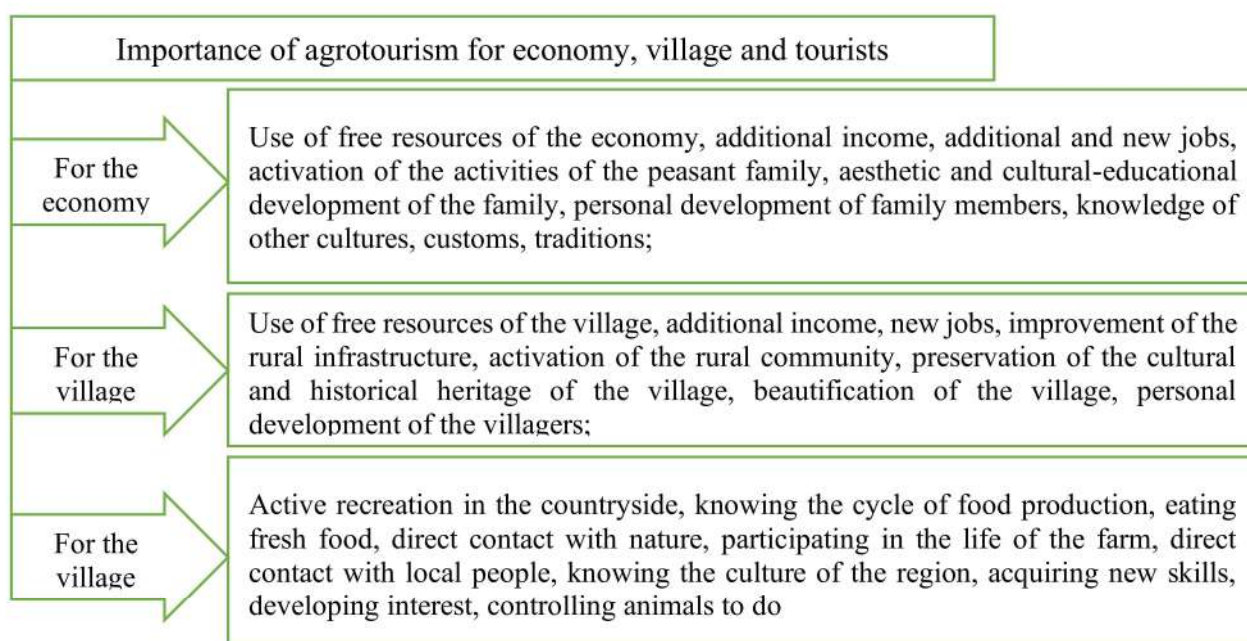 Importance of agrotourism for economy, village and tourists
For the
economy
Use of free resources of the economy, additional income, additional and new jobs,
activation of the activities of the peasant family, aesthetic and cultural-educational
development of the family, personal development of family members, knowledge of
other cultures, customs, traditions;
For the
village
Use of free resources of the village, additional income, new jobs, improvement of the
rural infrastructure, activation of the rural community, preservation of the cultural
and historical heritage of the village, beautification of the village, personal
development of the villagers;
For the
village
Active recreation in the countryside, knowing the cycle of food production, eating
fresh food, direct contact with nature, participating in the life of the farm, direct
contact with local people, knowing the culture of the region, acquiring new skills,
developing interest, controlling animals to do